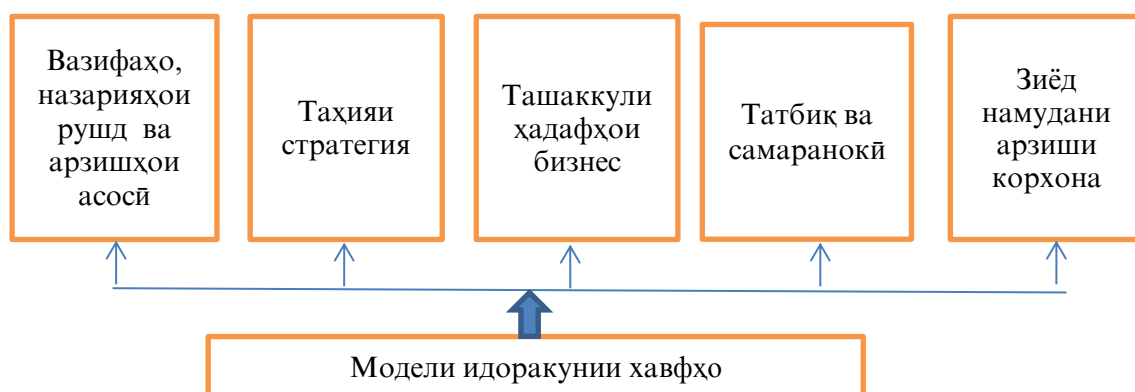 Вазифаҳо,
назарияҳои
рушд ва
арзишҳои
асосӣ
Таҳияи
стратегия
Ташаккули
ҳадафҳои
бизнес
Татбиқ ва
самаранокӣ
Зиёд
намудани
арзиши
корхона
Модели идоракунии хавфҳо